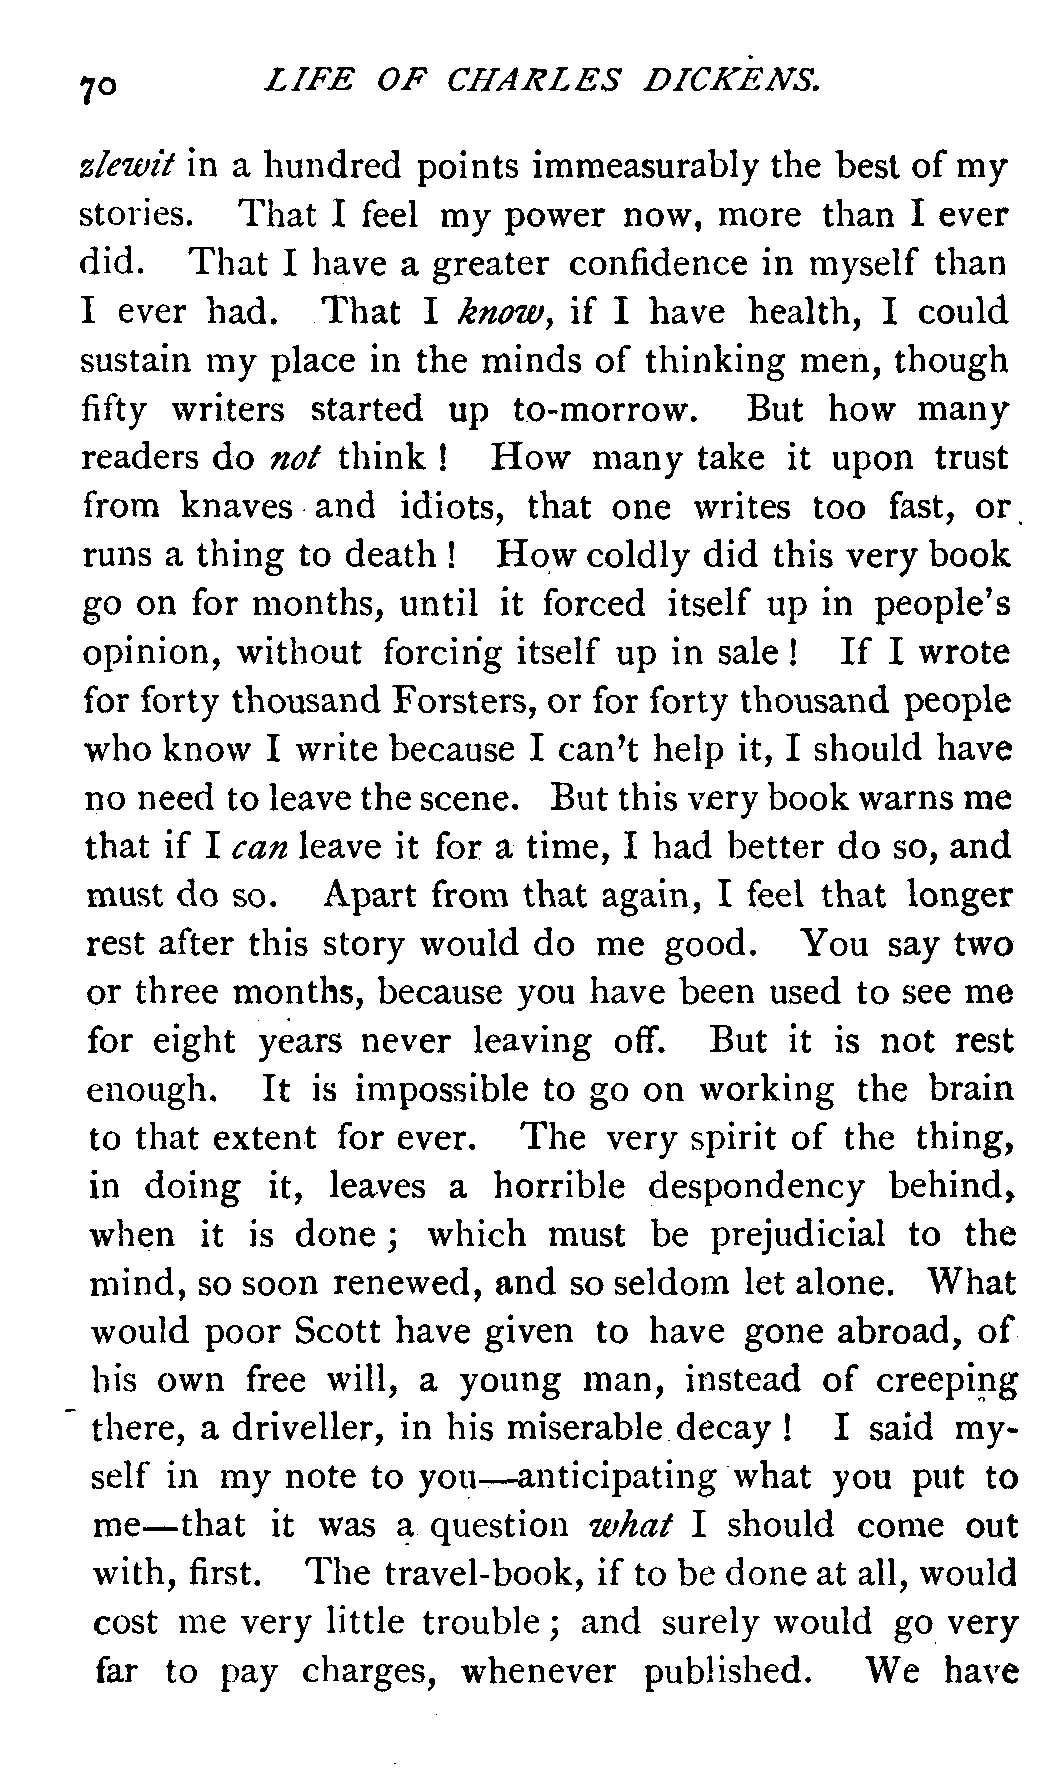 70 LIFE OF CHARLES DICKENS.
zlewit in a hundred points immeasurably the best of my
stories. That I feel my power now, more than I ever
did. That I have a greater confidence in myself than
I ever had. That I know, if I have health, I could
sustain my place in the minds of thinking men, though
fifty writers started up to-morrow. But how many
readers do not think ! How many take it upon trust
from knaves and idiots, that one writes too fast, or
runs a thing to death ! How coldly did this very book
go on for months, until it forced itself up in people's
opinion, without forcing itself up in sale ! If I wrote
for forty thousand Forsters, or for forty thousand people
who know I write because I can't help it, I should have
no need to leave the scene. But this very book warns me
that if I can leave it for a time, I had better do so, and
must do so. Apart from that again, I feel that longer
rest after this story would do me good. You say two
or three months, because you have been used to see me
for eight years never leaving off. But it is not rest
enough. It is impossible to go on working the brain
to that extent for ever. The very spirit of the thing,
in doing it, leaves a horrible despondency behind,
when it is done ; which must be prejudicial to the
mind, so soon renewed, and so seldom let alone. What
would poor Scott have given to have gone abroad, of
his own free will, a young man, instead of creeping
there, a driveller, in his miserable decay ! I said my-
self in my note to you—anticipating what you put to
me—that it was a question what I should come out
with, first. The travel-book, if to be done at all, would
cost me very little trouble ; and surely would go very
far to pay charges, whenever published. We have